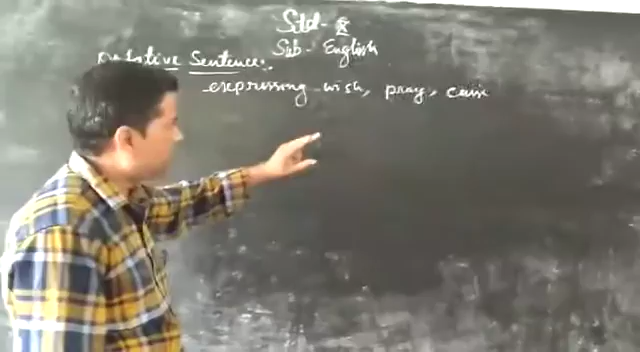 Std- X
Sub- English
Optative Sentence:-
expressing wish, pray,